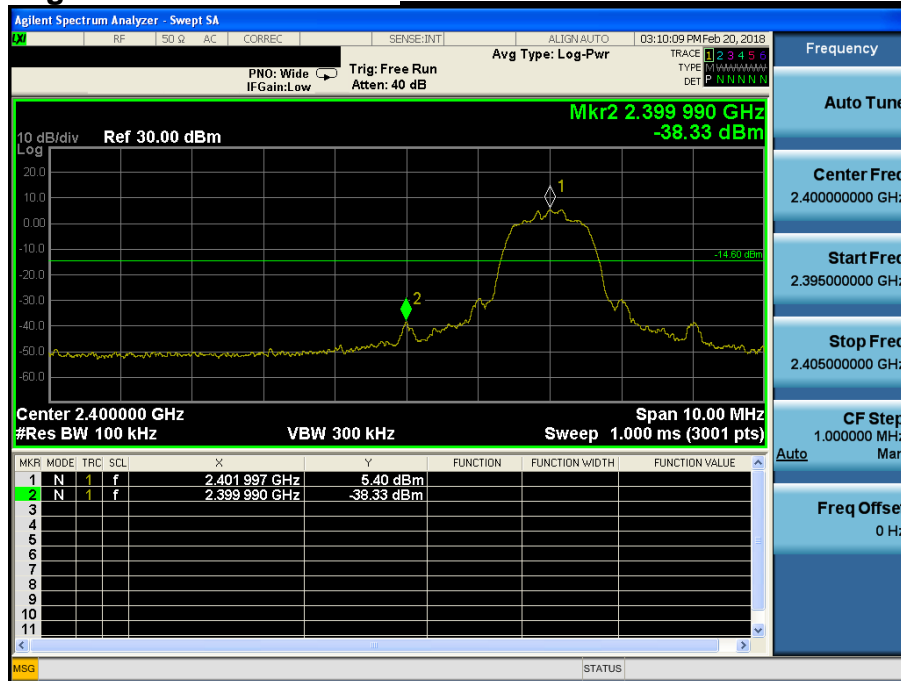 Agilent Spectrum Analyzer - Swept SA
LXI RF 50 Ω AC CORREC SENSE:INT ALIGN AUTO 03:10:09 PM Feb 20, 2018
Avg Type: Log-Pwr
TRACE 1 2 3 4 5 6
TYPE M WWWWW
DET P N N N N N
PNO: Wide
IFGain:Low
Trig: Free Run
Atten: 40 dB
Mkr2 2.399 990 GHz
-38.33 dBm
10 dB/div Ref 30.00 dBm
Log
20.0
10.0
0.00
-10.0
-20.0
-30.0
-40.0
-50.0
-60.0
1
2
-14.60 dBm
Center 2.400000 GHz Span 10.00 MHz
#Res BW 100 kHz VBW 300 kHz Sweep 1.000 ms (3001 pts)
MKR MODE TRC SCL X Y FUNCTION FUNCTION WIDTH FUNCTION VALUE
1 N 1 f 2.401 997 GHz 5.40 dBm
2 N 1 f 2.399 990 GHz -38.33 dBm
3
4
5
6
7
8
9
10
11
MSG STATUS
Frequency
Auto Tune
Center Freq
2.400000000 GHz
Start Freq
2.395000000 GHz
Stop Freq
2.405000000 GHz
CF Step
1.000000 MHz
Auto Man
Freq Offset
0 Hz